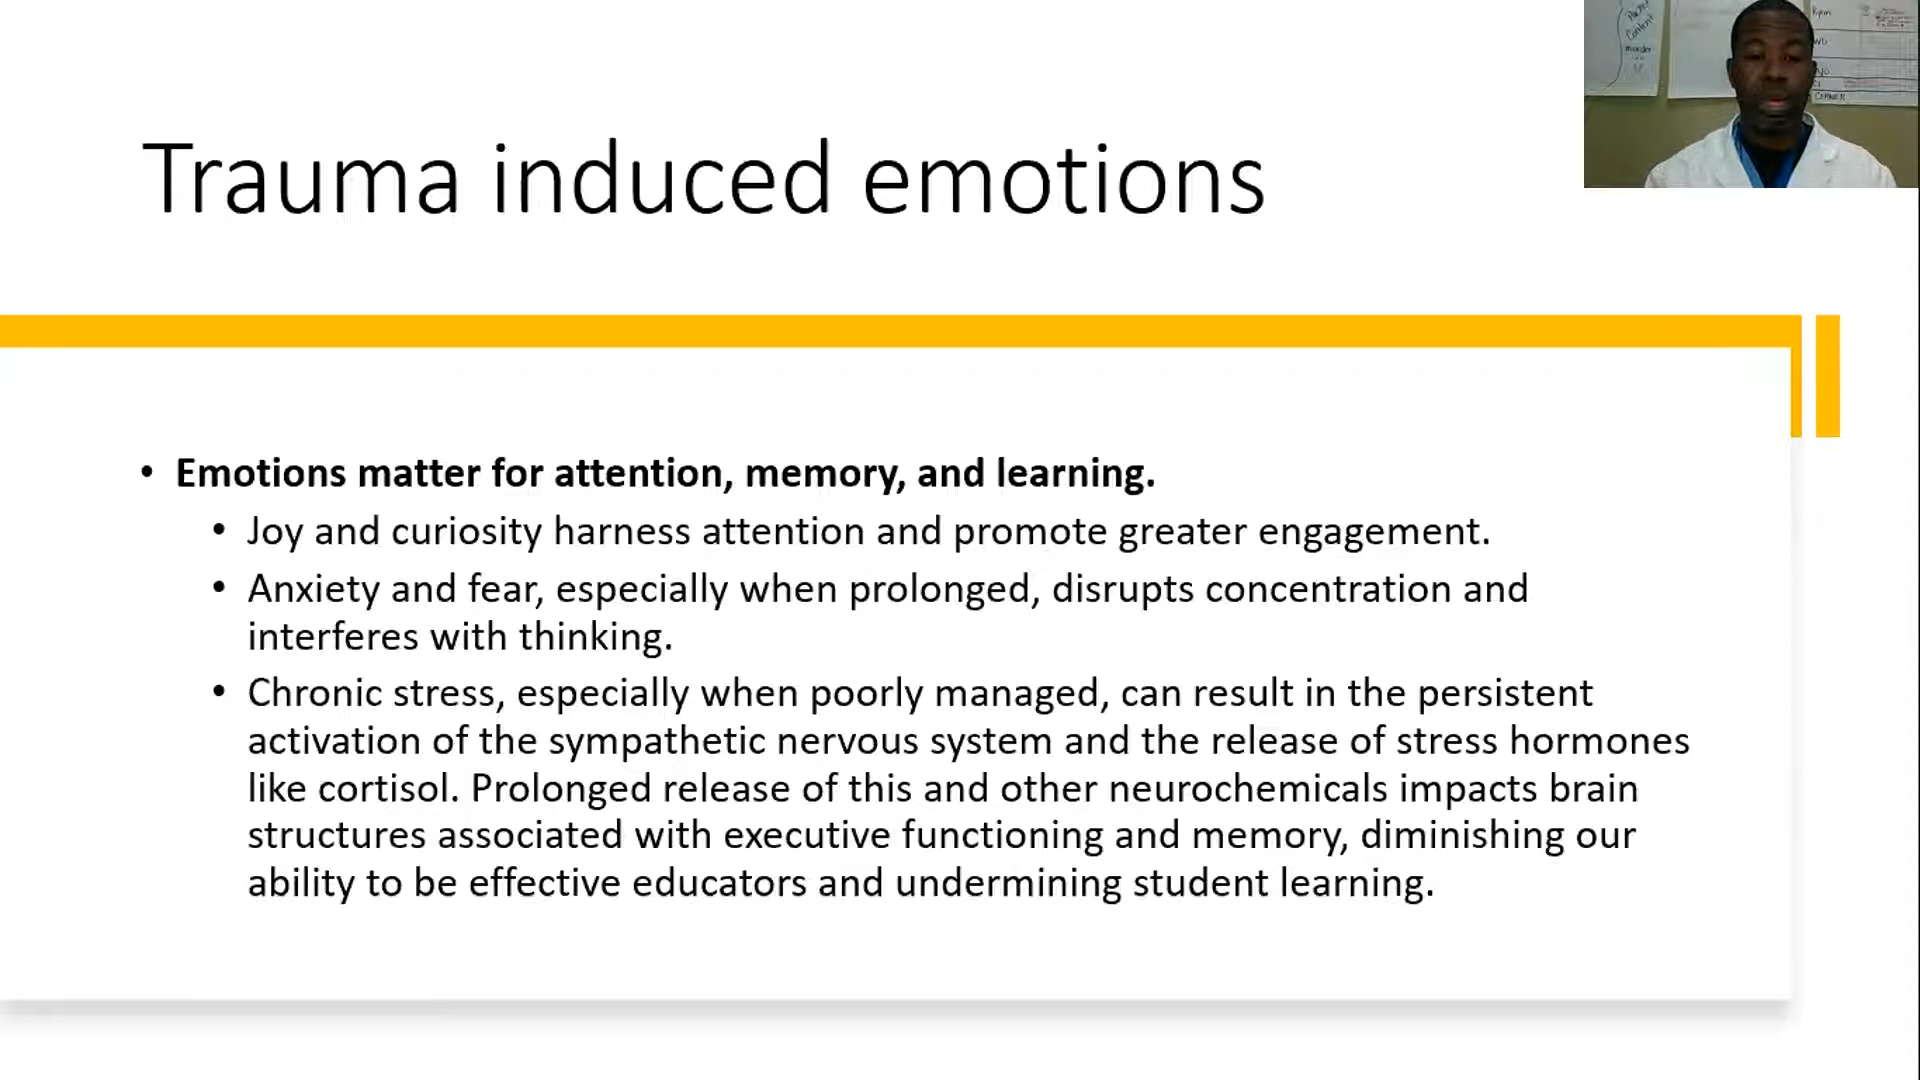 Trauma induced emotions
• Emotions matter for attention, memory, and learning.
• Joy and curiosity harness attention and promote greater engagement.
• Anxiety and fear, especially when prolonged, disrupts concentration and
interferes with thinking.
• Chronic stress, especially when poorly managed, can result in the persistent
activation of the sympathetic nervous system and the release of stress hormones
like cortisol. Prolonged release of this and other neurochemicals impacts brain
structures associated with executive functioning and memory, diminishing our
ability to be effective educators and undermining student learning.